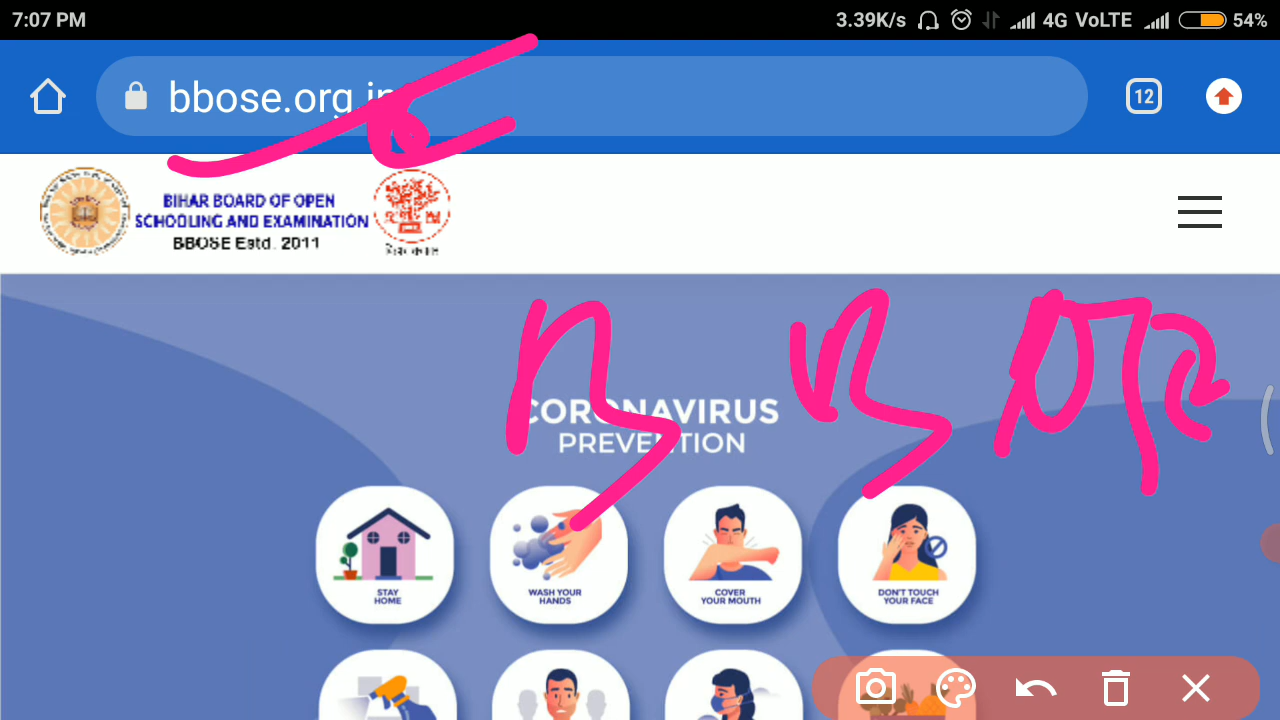 7:07 PM 3.39K/s 4G VoLTE 54%
bbose.org.in
12
BIHAR BOARD OF OPEN
SCHOOLING AND EXAMINATION
BBOSE Estd. 2011
CORONAVIRUS
PREVENTION
STAY
HOME
WASH YOUR
HANDS
COVER
YOUR MOUTH
DON'T TOUCH
YOUR FACE